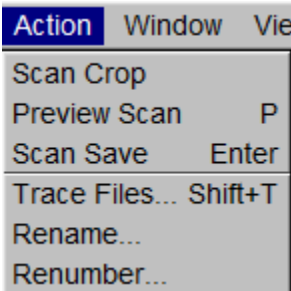 Action Window Vie
Scan Crop
Preview Scan P
Scan Save Enter
Trace Files... Shift+T
Rename...
Renumber...